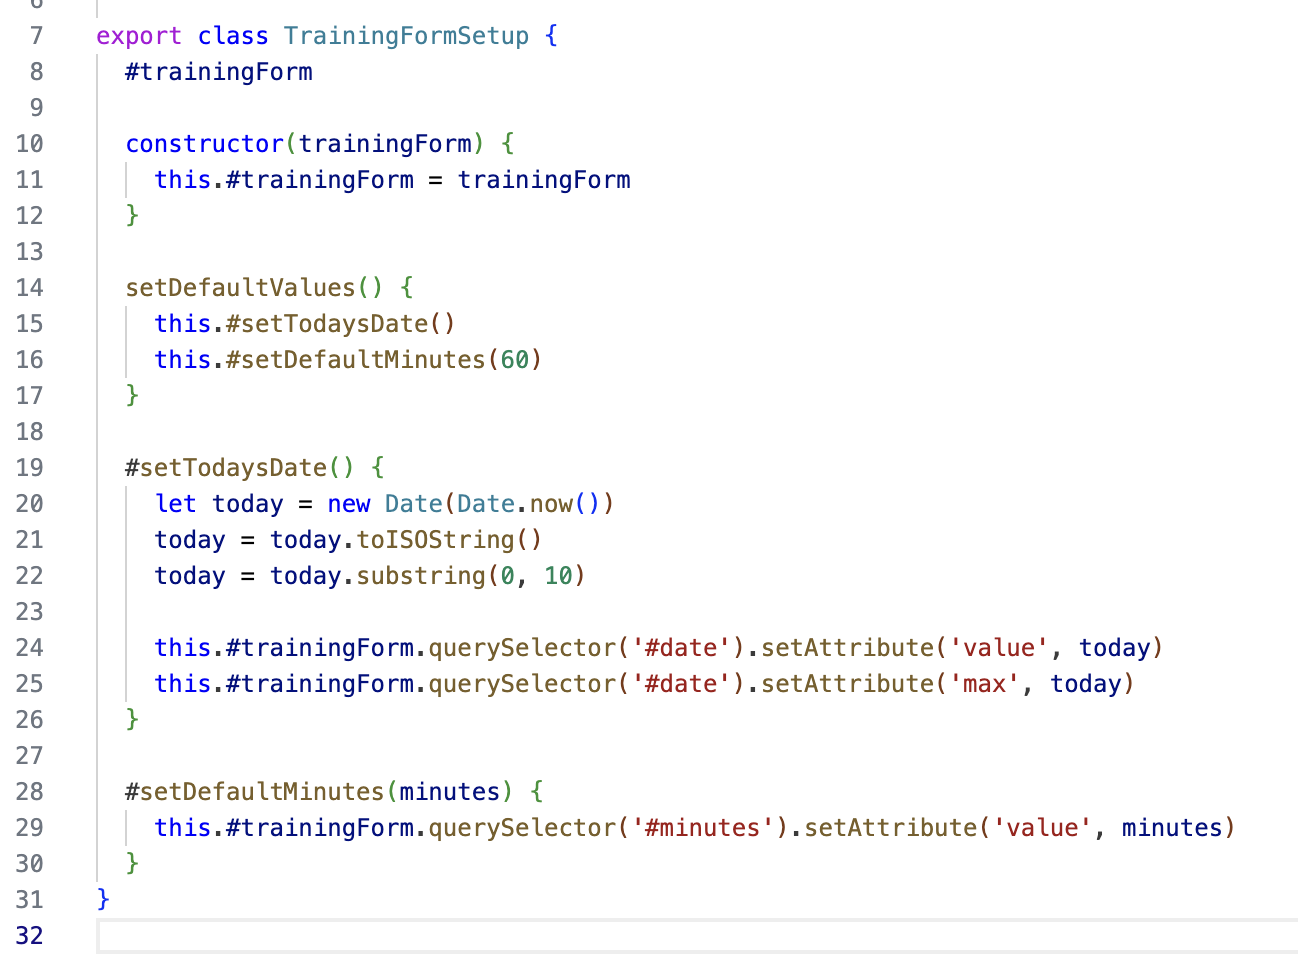 6
7 export class TrainingFormSetup {
8   #trainingForm
9
10   constructor(trainingForm) {
11     this.#trainingForm = trainingForm
12   }
13
14   setDefaultValues() {
15     this.#setTodaysDate()
16     this.#setDefaultMinutes(60)
17   }
18
19   #setTodaysDate() {
20     let today = new Date(Date.now())
21     today = today.toISOString()
22     today = today.substring(0, 10)
23
24     this.#trainingForm.querySelector('#date').setAttribute('value', today)
25     this.#trainingForm.querySelector('#date').setAttribute('max', today)
26   }
27
28   #setDefaultMinutes(minutes) {
29     this.#trainingForm.querySelector('#minutes').setAttribute('value', minutes)
30   }
31 }
32